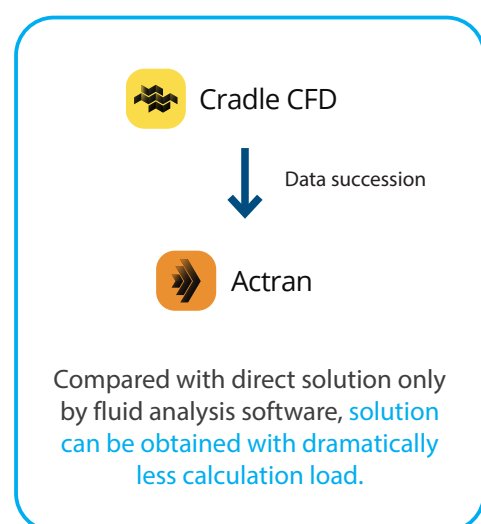 Cradle CFD
Data succession
Actran
Compared with direct solution only
by fluid analysis software, solution
can be obtained with dramatically
less calculation load.